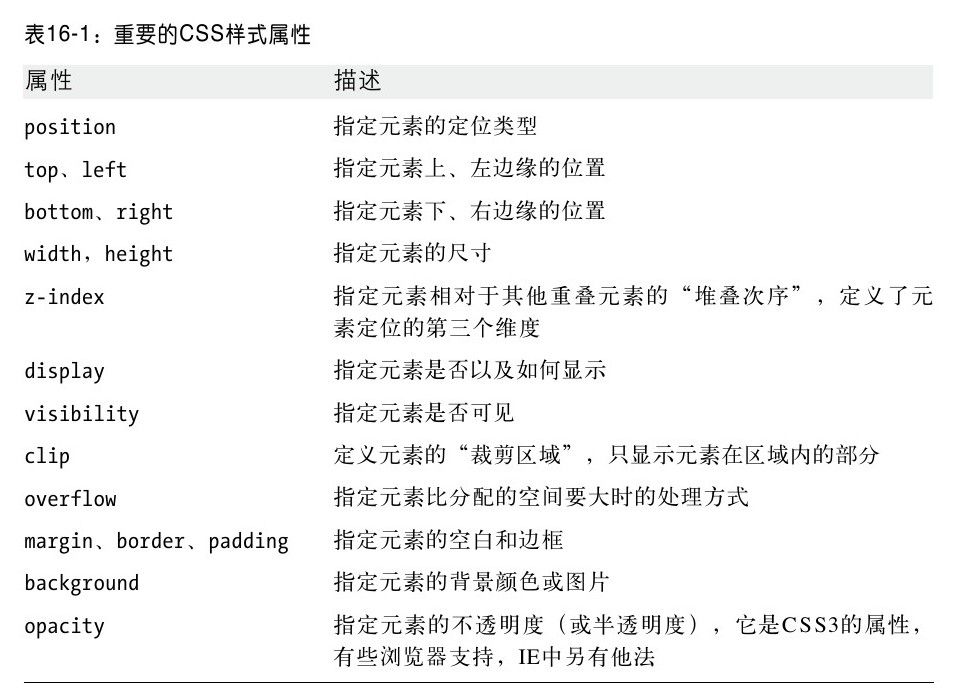 表16-1：重要的CSS样式属性
属性 描述
position 指定元素的定位类型
top、left 指定元素上、左边缘的位置
bottom、right 指定元素下、右边缘的位置
width，height 指定元素的尺寸
z-index 指定元素相对于其他重叠元素的“堆叠次序”，定义了元
素定位的第三个维度
display 指定元素是否以及如何显示
visibility 指定元素是否可见
clip 定义元素的“裁剪区域”，只显示元素在区域内的部分
overflow 指定元素比分配的空间要大时的处理方式
margin、border、padding 指定元素的空白和边框
background 指定元素的背景颜色或图片
opacity 指定元素的不透明度（或半透明度），它是CSS3的属性，
有些浏览器支持，IE中另有他法